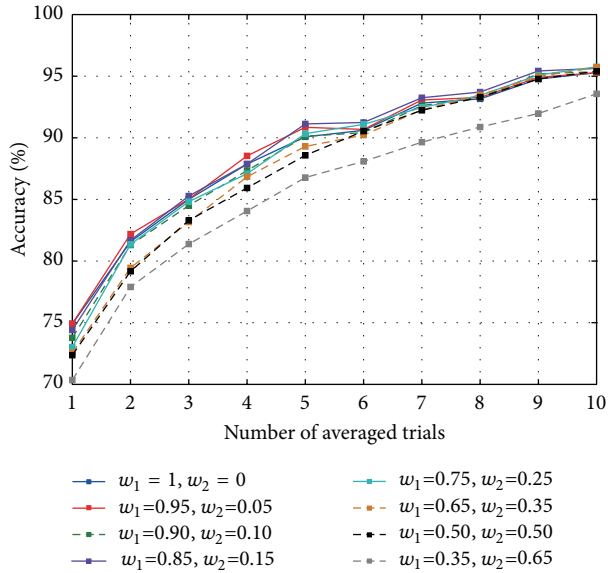 100
95
90
85
80
75
70
Accuracy (%)
1 2 3 4 5 6 7 8 9 10
Number of averaged trials
w₁ = 1, w₂ = 0
w₁=0.95, w₂=0.05
w₁=0.90, w₂=0.10
w₁=0.85, w₂=0.15
w₁=0.75, w₂=0.25
w₁=0.65, w₂=0.35
w₁=0.50, w₂=0.50
w₁=0.35, w₂=0.65